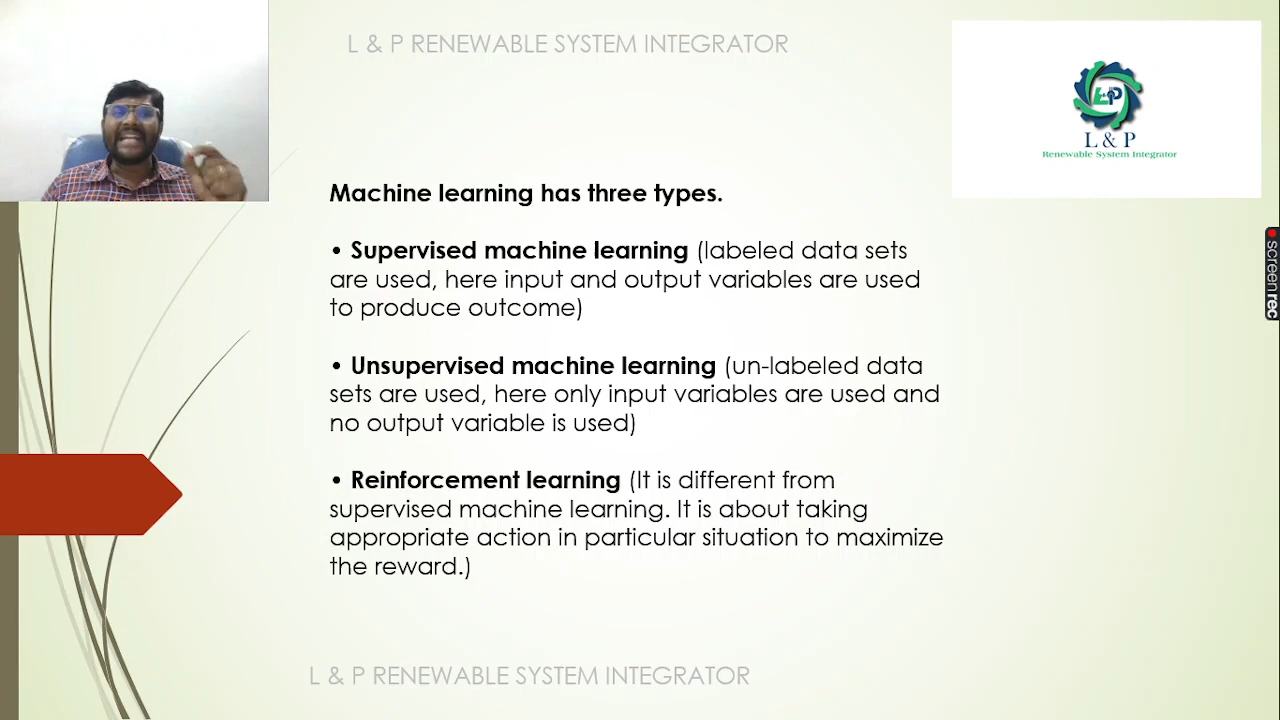 L & P RENEWABLE SYSTEM INTEGRATOR
L&P
L & P
Renewable System Integrator
Machine learning has three types.
• Supervised machine learning (labeled data sets
are used, here input and output variables are used
to produce outcome)
• Unsupervised machine learning (un-labeled data
sets are used, here only input variables are used and
no output variable is used)
• Reinforcement learning (It is different from
supervised machine learning. It is about taking
appropriate action in particular situation to maximize
the reward.)
L & P RENEWABLE SYSTEM INTEGRATOR
screenrec